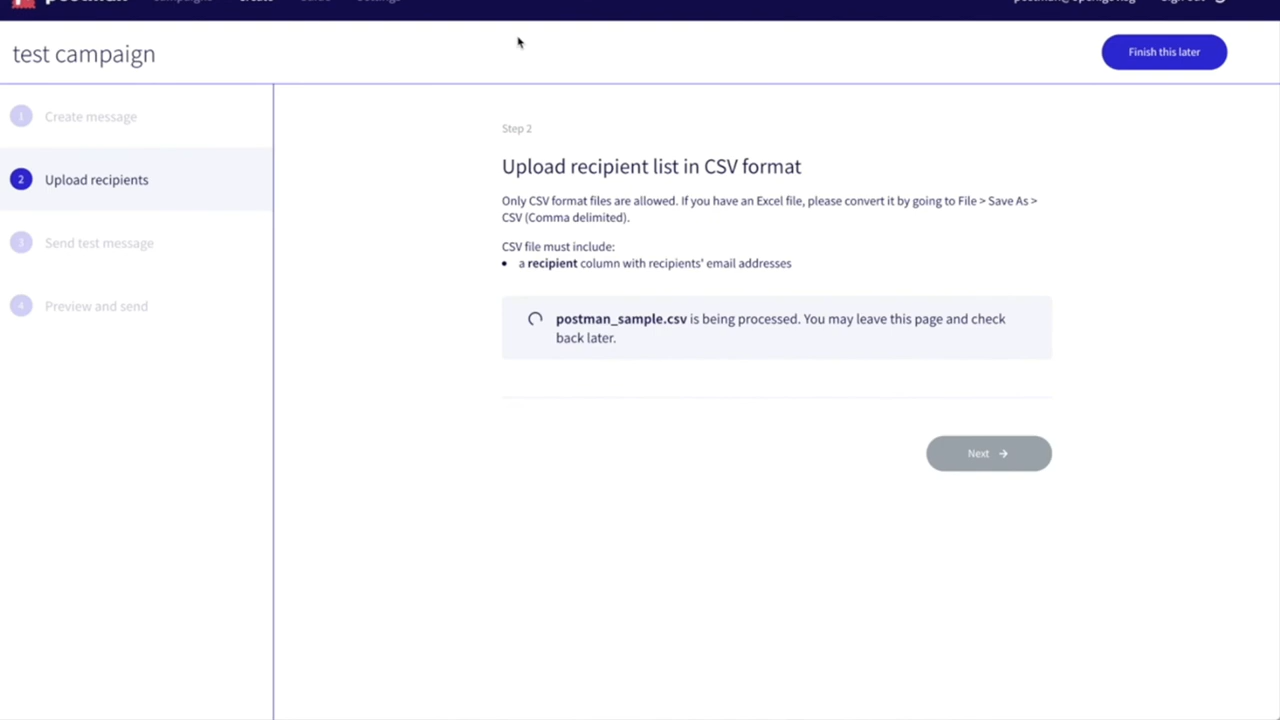 test campaign
Finish this later
1 Create message
2 Upload recipients
3 Send test message
4 Preview and send
Step 2
Upload recipient list in CSV format
Only CSV format files are allowed. If you have an Excel file, please convert it by going to File > Save As >
CSV (Comma delimited).
CSV file must include:
• a recipient column with recipients' email addresses
postman_sample.csv is being processed. You may leave this page and check
back later.
Next →